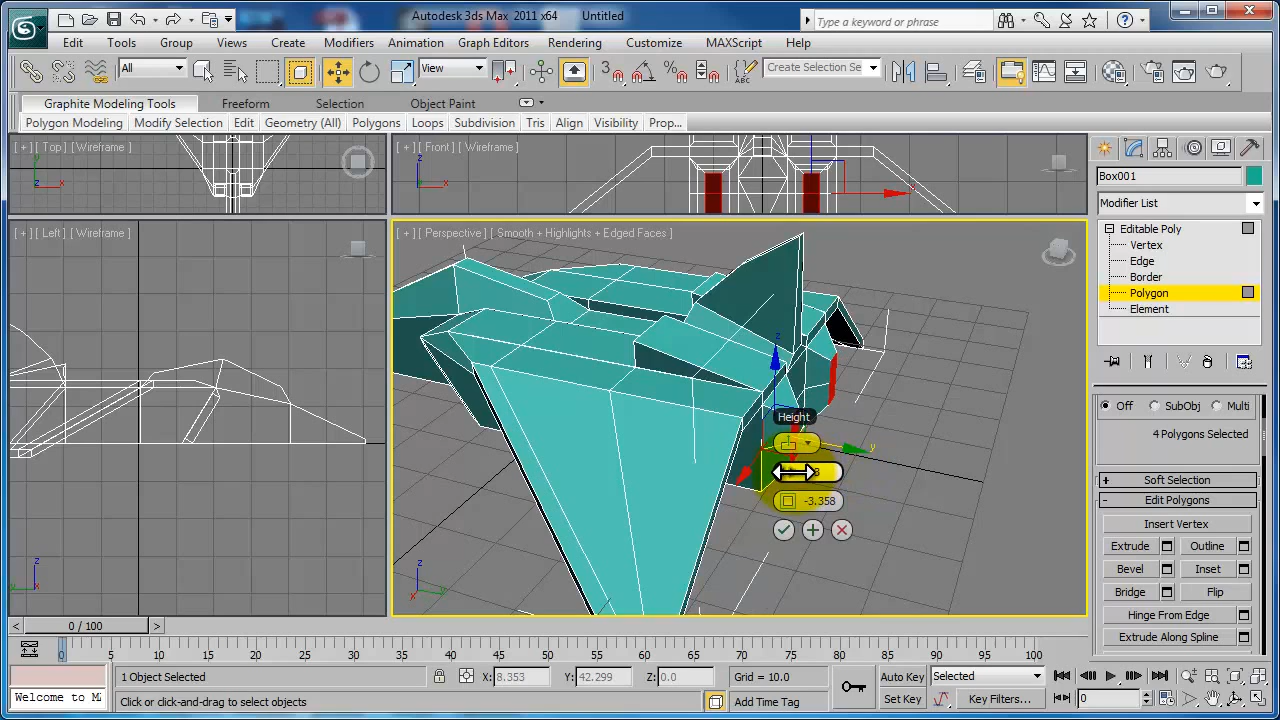 Autodesk 3ds Max 2011 x64 Untitled
Type a keyword or phrase
Edit Tools Group Views Create Modifiers Animation Graph Editors Rendering Customize MAXScript Help
All View 3 Create Selection Se
Graphite Modeling Tools Freeform Selection Object Paint
Polygon Modeling Modify Selection Edit Geometry (All) Polygons Loops Subdivision Tris Align Visibility Prop...
[ + ] [ Top ] [ Wireframe ]
[ + ] [ Front ] [ Wireframe ]
[ + ] [ Left ] [ Wireframe ]
[ + ] [ Perspective ] [ Smooth + Highlights + Edged Faces ]
Height
-3.358
Box001
Modifier List
Editable Poly
Vertex
Edge
Border
Polygon
Element
Off SubObj Multi
4 Polygons Selected
+ Soft Selection
- Edit Polygons
Insert Vertex
Extrude Outline
Bevel Inset
Bridge Flip
Hinge From Edge
Extrude Along Spline
< 0 / 100 >
0 5 10 15 20 25 30 35 40 45 50 55 60 65 70 75 80 85 90 95 100
1 Object Selected X: 8.353 Y: 42.299 Z: 0.0 Grid = 10.0 Auto Key Selected
Welcome to M Click or click-and-drag to select objects Add Time Tag Set Key Key Filters... 0